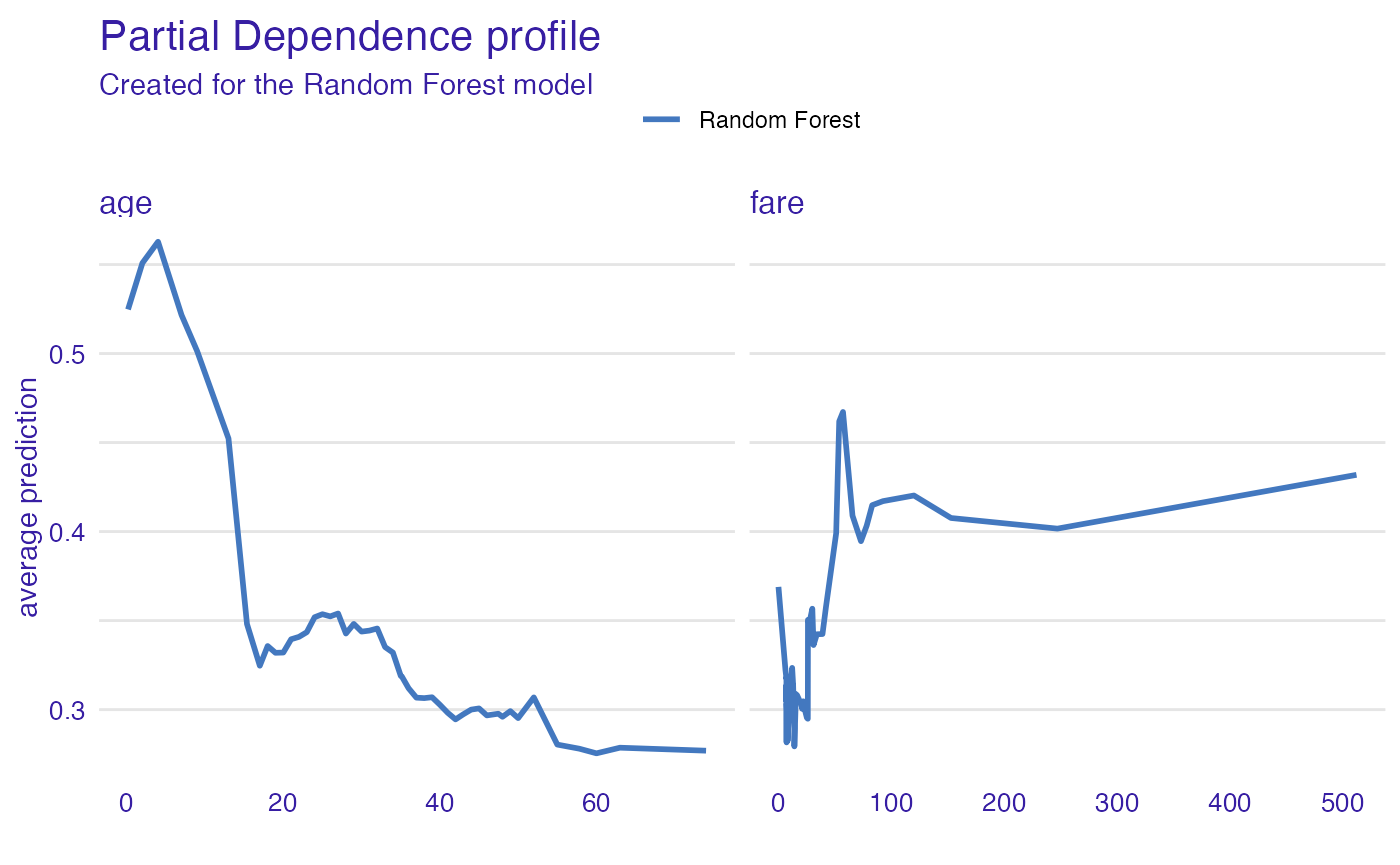 Partial Dependence profile
Created for the Random Forest model
Random Forest
age
fare
average prediction
0.5
0.4
0.3
0 20 40 60
0 100 200 300 400 500